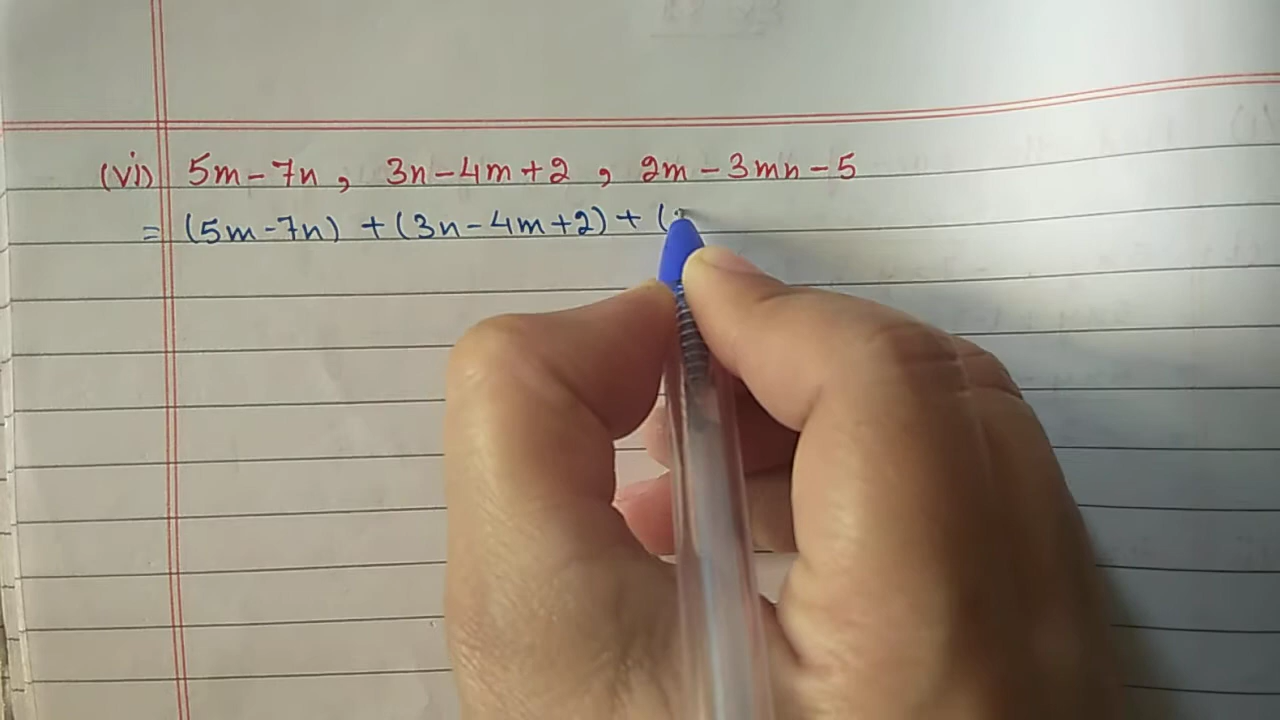 (vi) 5m - 7n , 3n - 4m + 2 , 2m - 3mn - 5
= (5m - 7n) + (3n - 4m + 2) + (